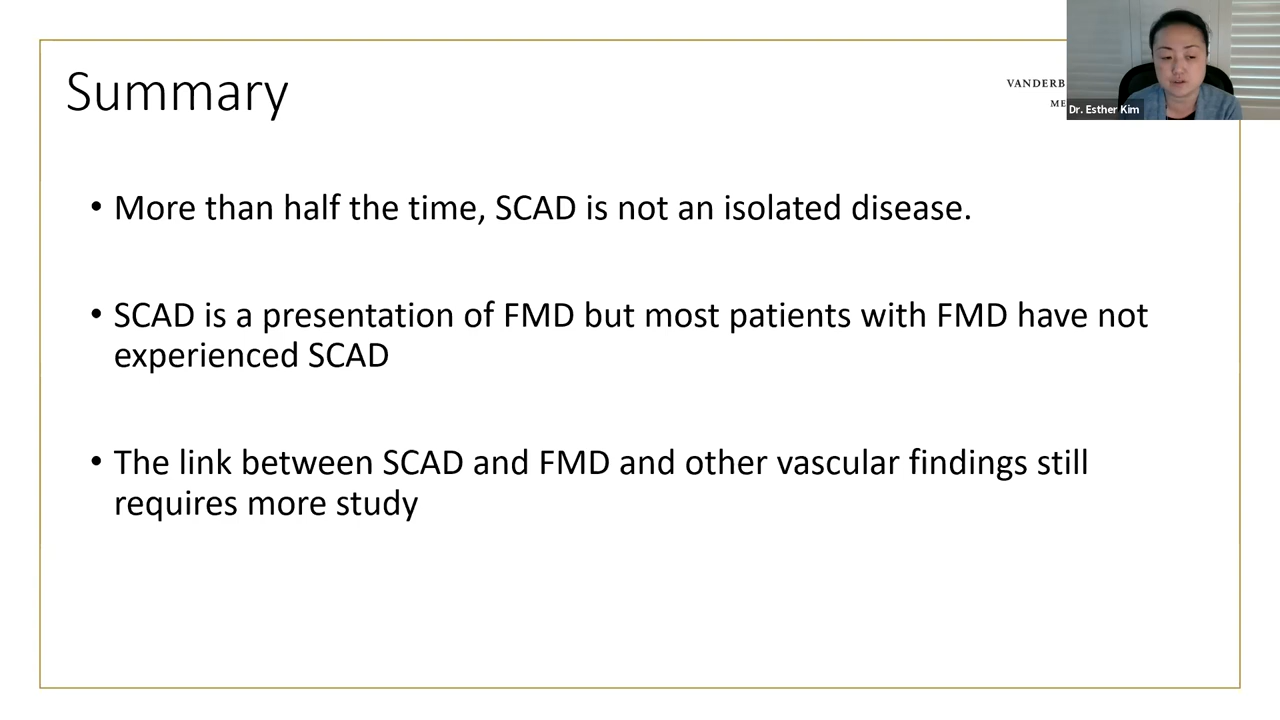 Summary
VANDERB
ME
Dr. Esther Kim
• More than half the time, SCAD is not an isolated disease.
• SCAD is a presentation of FMD but most patients with FMD have not
experienced SCAD
• The link between SCAD and FMD and other vascular findings still
requires more study